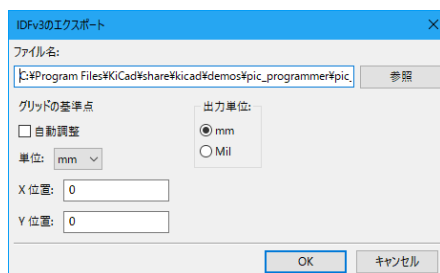 IDFv3のエクスポート
ファイル名:
C:¥Program Files¥KiCad¥share¥kicad¥demos¥pic_programmer¥pic_
参照
グリッドの基準点
出力単位:
自動調整
mm
単位: mm
Mil
X 位置: 0
Y 位置: 0
OK キャンセル